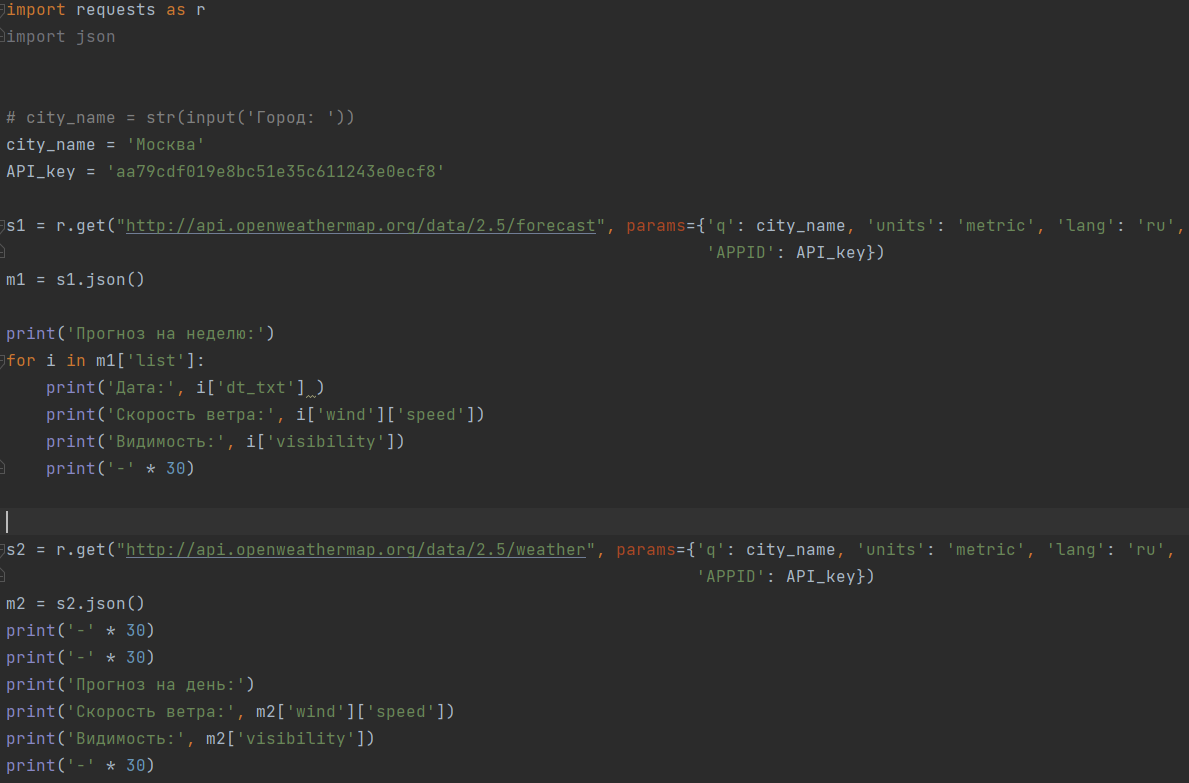 import requests as r
import json
# city_name = str(input('Город: '))
city_name = 'Москва'
API_key = 'aa79cdf019e8bc51e35c611243e0ecf8'
s1 = r.get("http://api.openweathermap.org/data/2.5/forecast", params={'q': city_name, 'units': 'metric', 'lang': 'ru',
'APPID': API_key})
m1 = s1.json()
print('Прогноз на неделю:')
for i in m1['list']:
    print('Дата:', i['dt_txt'] )
    print('Скорость ветра:', i['wind']['speed'])
    print('Видимость:', i['visibility'])
    print('-' * 30)
s2 = r.get("http://api.openweathermap.org/data/2.5/weather", params={'q': city_name, 'units': 'metric', 'lang': 'ru',
'APPID': API_key})
m2 = s2.json()
print('-' * 30)
print('-' * 30)
print('Прогноз на день:')
print('Скорость ветра:', m2['wind']['speed'])
print('Видимость:', m2['visibility'])
print('-' * 30)